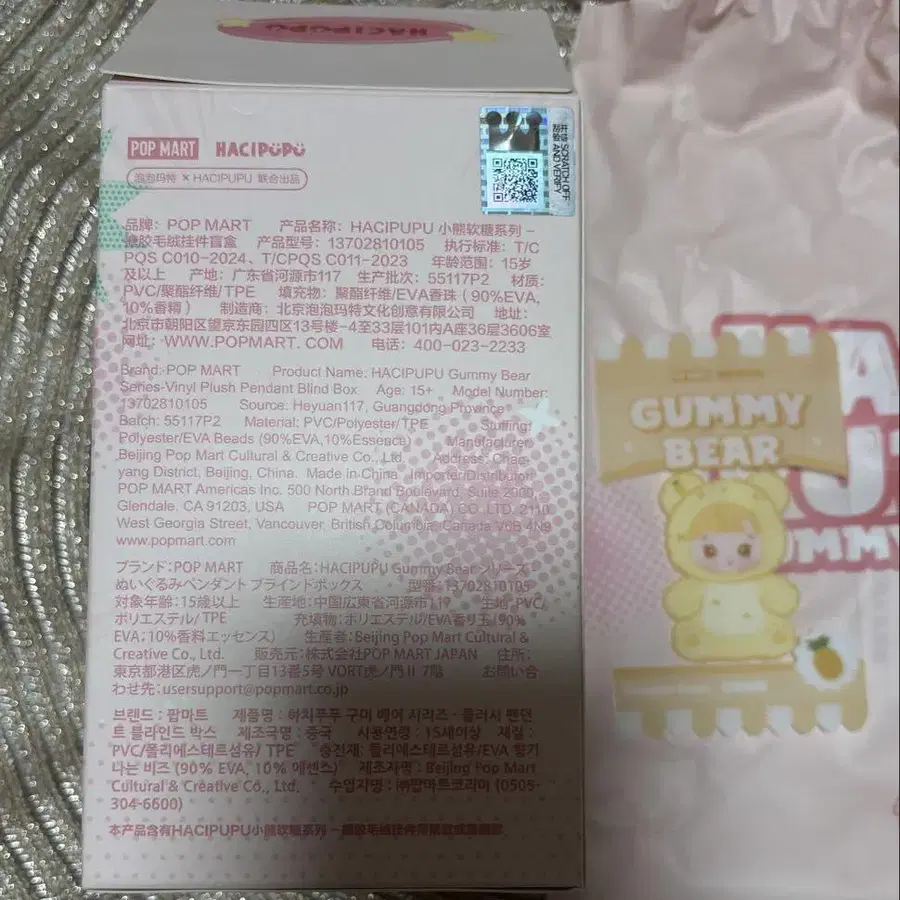 HACIPUPU
POP MART HACIPUPU
泡泡玛特 × HACIPUPU 联合出品
SCRATCH OFF
AND VERIFY
品牌: POP MART 产品名称: HACIPUPU 小熊软糖系列 –
搪胶毛绒挂件盲盒 产品型号: 13702810105 执行标准: T/C
PQS C010-2024、T/CPQS C011-2023 年龄范围: 15岁
及以上 产地: 广东省河源市117 生产批次: 55117P2 材质:
PVC/聚酯纤维/TPE 填充物: 聚酯纤维/EVA香珠 (90%EVA,
10%香精) 制造商: 北京泡泡玛特文化创意有限公司 地址:
北京市朝阳区望京东园四区13号楼-4至33层101内A座36层3606室
网址: WWW.POPMART.COM 电话: 400-023-2233
Brand: POP MART Product Name: HACIPUPU Gummy Bear
Series-Vinyl Plush Pendant Blind Box Age: 15+ Model Number:
13702810105 Source: Heyuan117, Guangdong Province
Batch: 55117P2 Material: PVC/Polyester/TPE Stuffing:
Polyester/EVA Beads (90%EVA,10%Essence) Manufacturer:
Beijing Pop Mart Cultural & Creative Co., Ltd. Address: Chao-
yang District, Beijing, China. Made in China Importer/Distributor:
POP MART Americas Inc. 500 North Brand Boulevard, Suite 2000,
Glendale, CA 91203, USA POP MART (CANADA) CO. LTD. 2110
West Georgia Street, Vancouver, British Columbia, Canada V6B 4N9
www.popmart.com
ブランド: POP MART 商品名: HACIPUPU Gummy Bear シリーズ -
ぬいぐるみペンダント ブラインドボックス 型番: 13702810105
対象年齢: 15歳以上 生産地: 中国広東省河源市117 生地: PVC/
ポリエステル/ TPE 充填物: ポリエステル/EVA香り玉 (90%
EVA: 10%香料エッセンス) 生産者: Beijing Pop Mart Cultural &
Creative Co., Ltd. 販売元: 株式会社POP MART JAPAN 住所:
東京都港区虎ノ門一丁目13番5号 VORT虎ノ門Ⅱ 7階 お問い合
わせ先: usersupport@popmart.co.jp
브랜드 : 팝마트 제품명 : 하치푸푸 구미 베어 시리즈 - 플러시 펜던
트 블라인드 박스 제조국명 : 중국 사용연령 : 15세이상 재질 :
PVC/폴리에스테르섬유/ TPE 충전재: 폴리에스테르섬유/EVA 향기
나는 비즈 (90% EVA, 10% 에센스) 제조자명 : Beijing Pop Mart
Cultural & Creative Co., Ltd. 수입자명 : ㈜팝마트코리아 (0505-
304-6600)
本产品含有HACIPUPU小熊软糖系列 – 搪胶毛绒挂件
GUMMY
BEAR